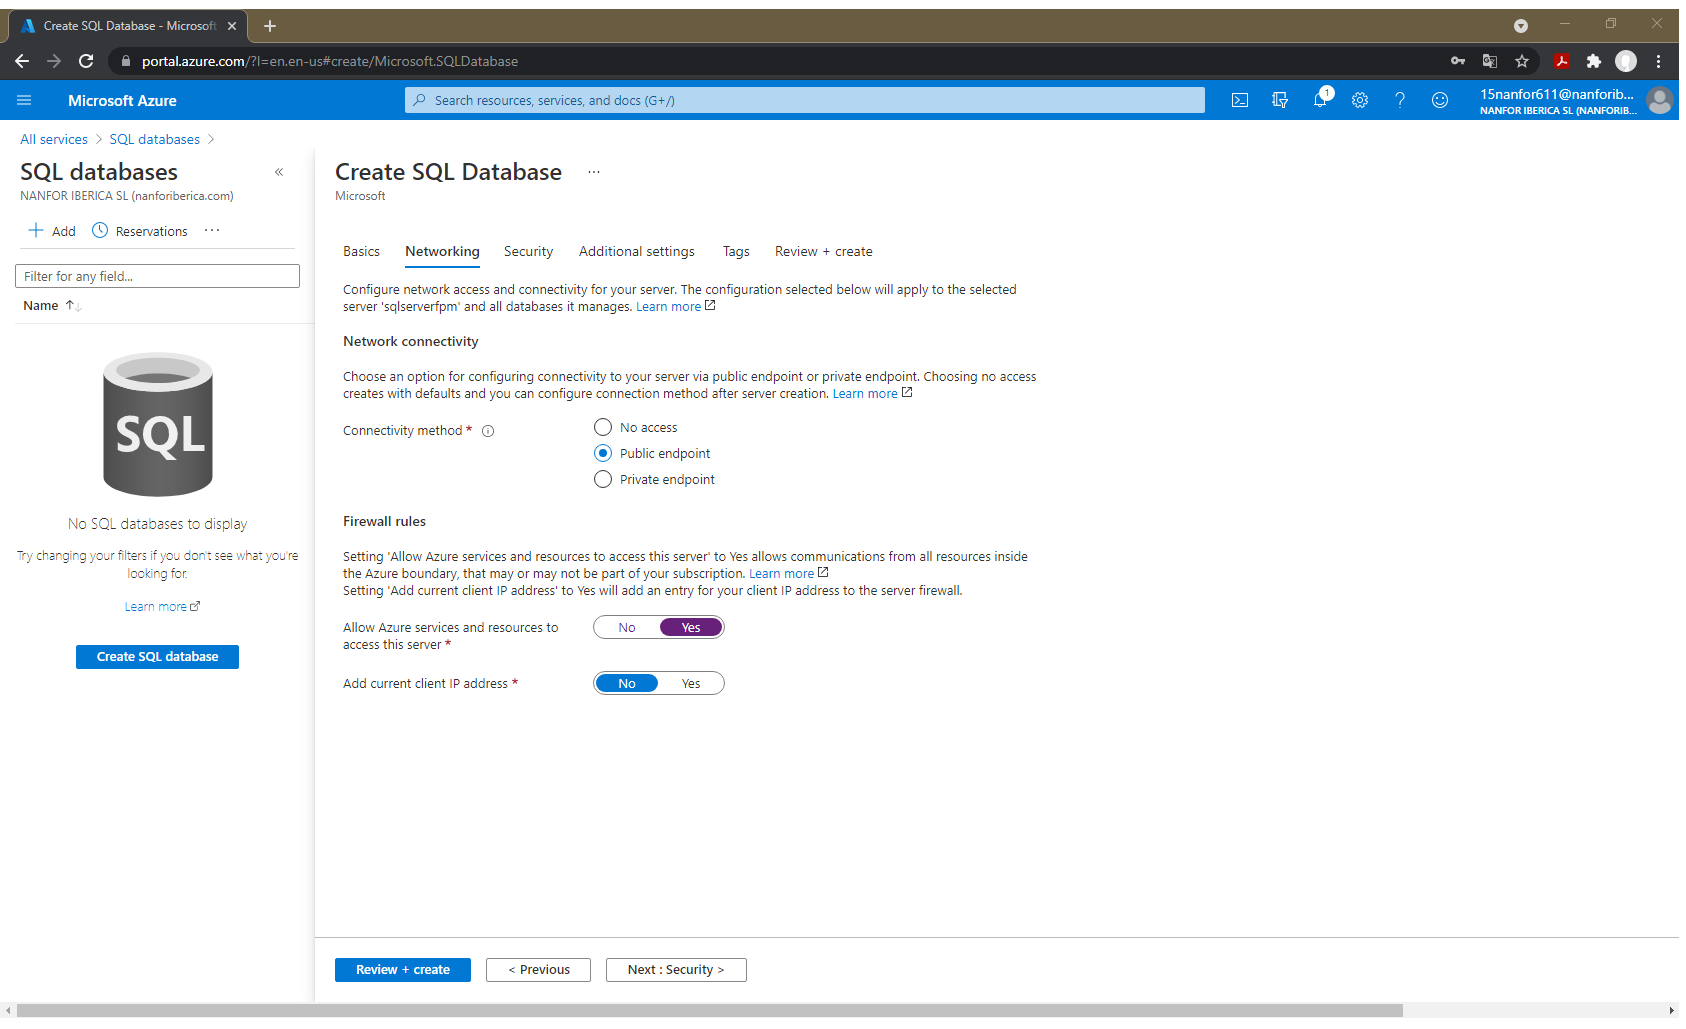 Create SQL Database - Microsoft
portal.azure.com/?l=en.en-us#create/Microsoft.SQLDatabase
Microsoft Azure
Search resources, services, and docs (G+/)
1
15nanfor611@nanforib...
NANFOR IBERICA SL (NANFORIB...
All services > SQL databases >
SQL databases
«
NANFOR IBERICA SL (nanforiberica.com)
+ Add
Reservations
...
Filter for any field...
Name ↑↓
SQL
No SQL databases to display
Try changing your filters if you don't see what you're
looking for.
Learn more
Create SQL database
Create SQL Database
...
Microsoft
Basics
Networking
Security
Additional settings
Tags
Review + create
Configure network access and connectivity for your server. The configuration selected below will apply to the selected
server 'sqlserverfpm' and all databases it manages. Learn more
Network connectivity
Choose an option for configuring connectivity to your server via public endpoint or private endpoint. Choosing no access
creates with defaults and you can configure connection method after server creation. Learn more
Connectivity method *
No access
Public endpoint
Private endpoint
Firewall rules
Setting 'Allow Azure services and resources to access this server' to Yes allows communications from all resources inside
the Azure boundary, that may or may not be part of your subscription. Learn more
Setting 'Add current client IP address' to Yes will add an entry for your client IP address to the server firewall.
Allow Azure services and resources to
access this server *
No Yes
Add current client IP address *
No Yes
Review + create
< Previous
Next : Security >